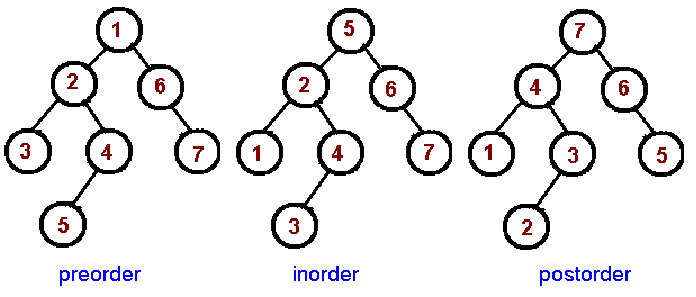 1 5 7
2 6 2 6 4 6
3 4 7 1 4 7 1 3 5
5 3 2
preorder inorder postorder